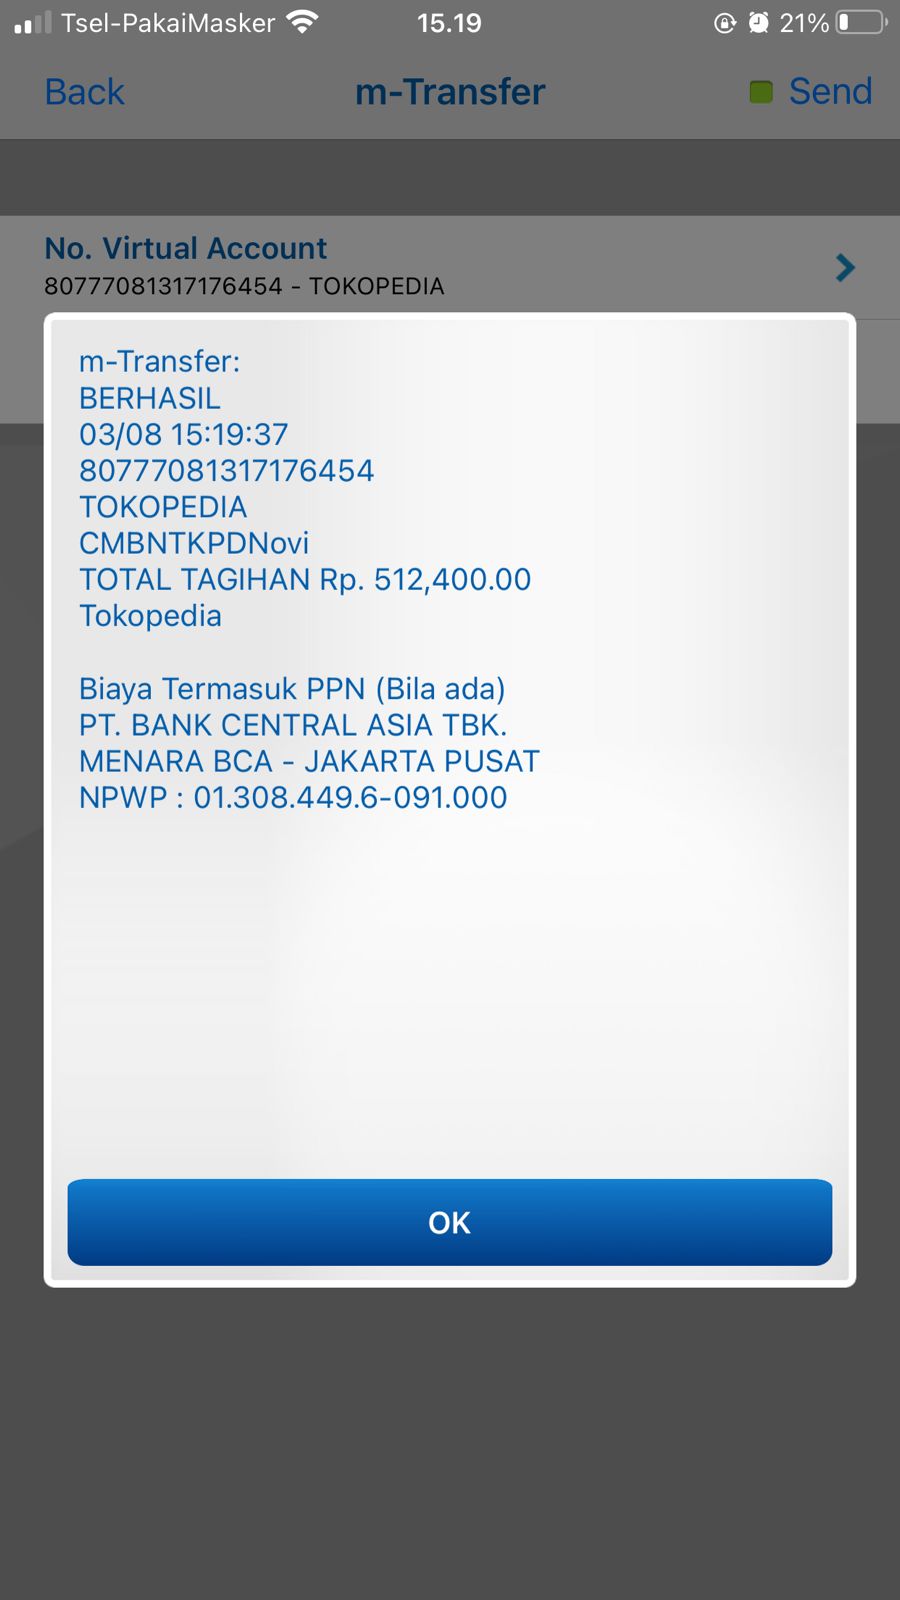 Tsel-PakaiMasker
15.19
21%
Back
m-Transfer
Send
No. Virtual Account
80777081317176454 - TOKOPEDIA
m-Transfer:
BERHASIL
03/08 15:19:37
80777081317176454
TOKOPEDIA
CMBNTKPDNovi
TOTAL TAGIHAN Rp. 512,400.00
Tokopedia
Biaya Termasuk PPN (Bila ada)
PT. BANK CENTRAL ASIA TBK.
MENARA BCA - JAKARTA PUSAT
NPWP : 01.308.449.6-091.000
OK